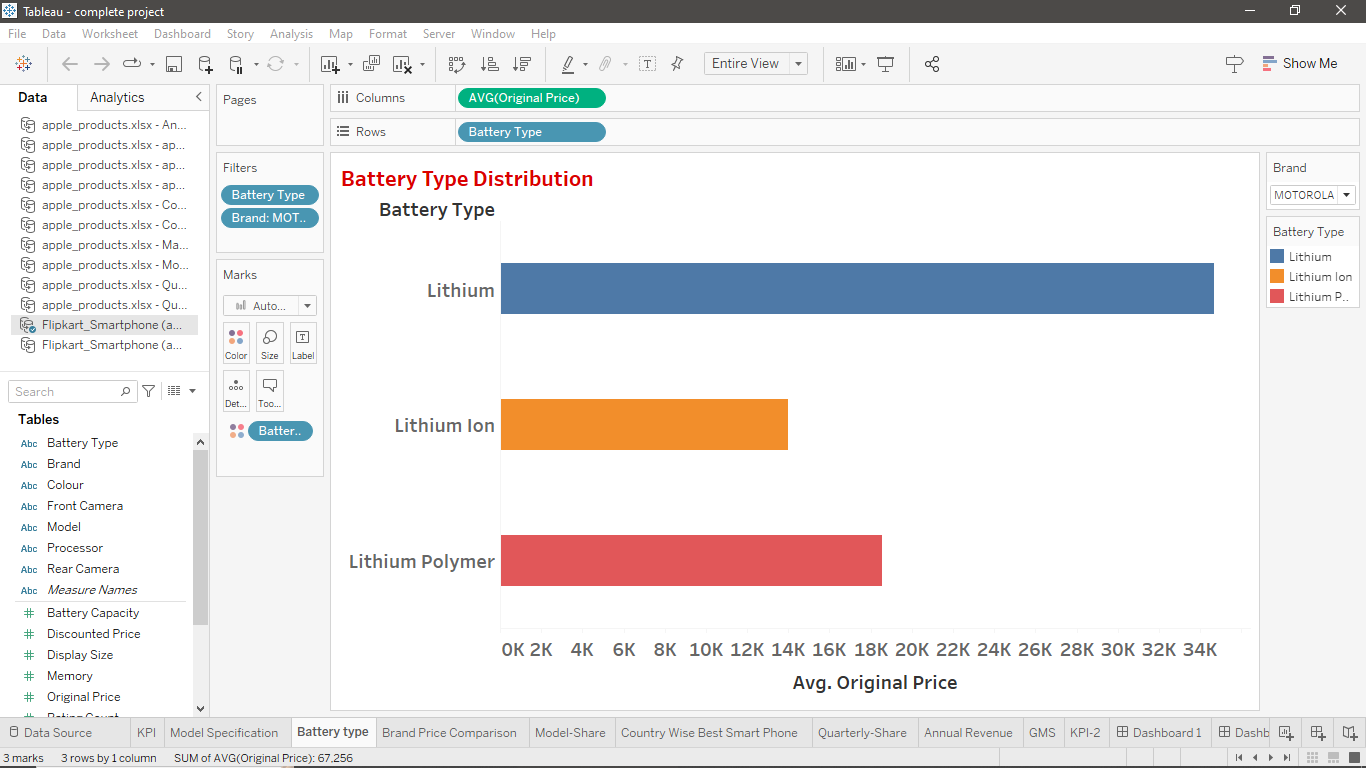 Tableau - complete project
File Data Worksheet Dashboard Story Analysis Map Format Server Window Help
Entire View
Show Me
Data Analytics
apple_products.xlsx - An...
apple_products.xlsx - ap...
apple_products.xlsx - ap...
apple_products.xlsx - ap...
apple_products.xlsx - Co...
apple_products.xlsx - Co...
apple_products.xlsx - Ma...
apple_products.xlsx - Mo...
apple_products.xlsx - Qu...
apple_products.xlsx - Qu...
Flipkart_Smartphone (a...
Flipkart_Smartphone (a...
Search
Tables
Abc Battery Type
Abc Brand
Abc Colour
Abc Front Camera
Abc Model
Abc Processor
Abc Rear Camera
Abc Measure Names
# Battery Capacity
# Discounted Price
# Display Size
# Memory
# Original Price
Pages
Filters
Battery Type
Brand: MOT..
Marks
Auto...
Color Size Label
Det... Too...
Batter..
Columns AVG(Original Price)
Rows Battery Type
Battery Type Distribution
Battery Type
Lithium
Lithium Ion
Lithium Polymer
0K 2K 4K 6K 8K 10K 12K 14K 16K 18K 20K 22K 24K 26K 28K 30K 32K 34K
Avg. Original Price
Brand
MOTOROLA
Battery Type
Lithium
Lithium Ion
Lithium P..
Data Source KPI Model Specification Battery type Brand Price Comparison Model-Share Country Wise Best Smart Phone Quarterly-Share Annual Revenue GMS KPI-2 Dashboard 1 Dashb
3 marks 3 rows by 1 column SUM of AVG(Original Price): 67,256